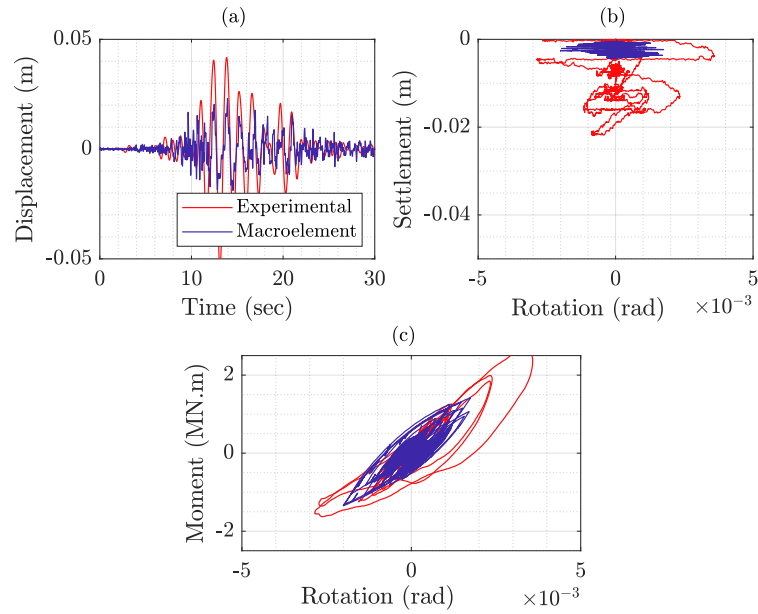 (a)
0.05
0
-0.05
0 10 20 30
Displacement (m)
Time (sec)
Experimental
Macroelement
(b)
0
-0.02
-0.04
-5 0 5
Settlement (m)
Rotation (rad)
×10⁻³
(c)
2
0
-2
-5 0 5
Moment (MN.m)
Rotation (rad)
×10⁻³